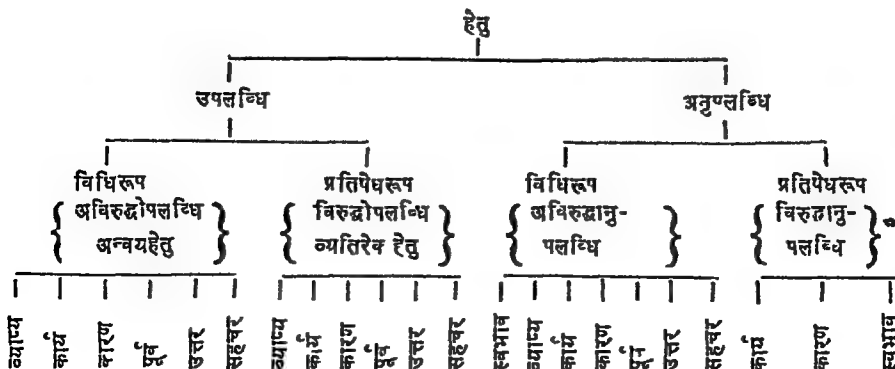 हेतु
उपलब्धि अनुपलब्धि
विधिरूप प्रतिषेधरूप विधिरूप प्रतिषेधरूप
{ अविरुद्धोपलब्धि } { विरुद्धोपलब्धि } { अविरुद्धानु- } { विरुद्धानु- }
अन्वयहेतु व्यतिरेक हेतु पलब्धि पलब्धि
व्याप्य कार्य कारण पूर्व उत्तर सहचर व्याप्य कार्य कारण पूर्व उत्तर सहचर स्वभाव व्याप्य कार्य कारण पूर्व उत्तर सहचर कार्य कारण स्वभाव